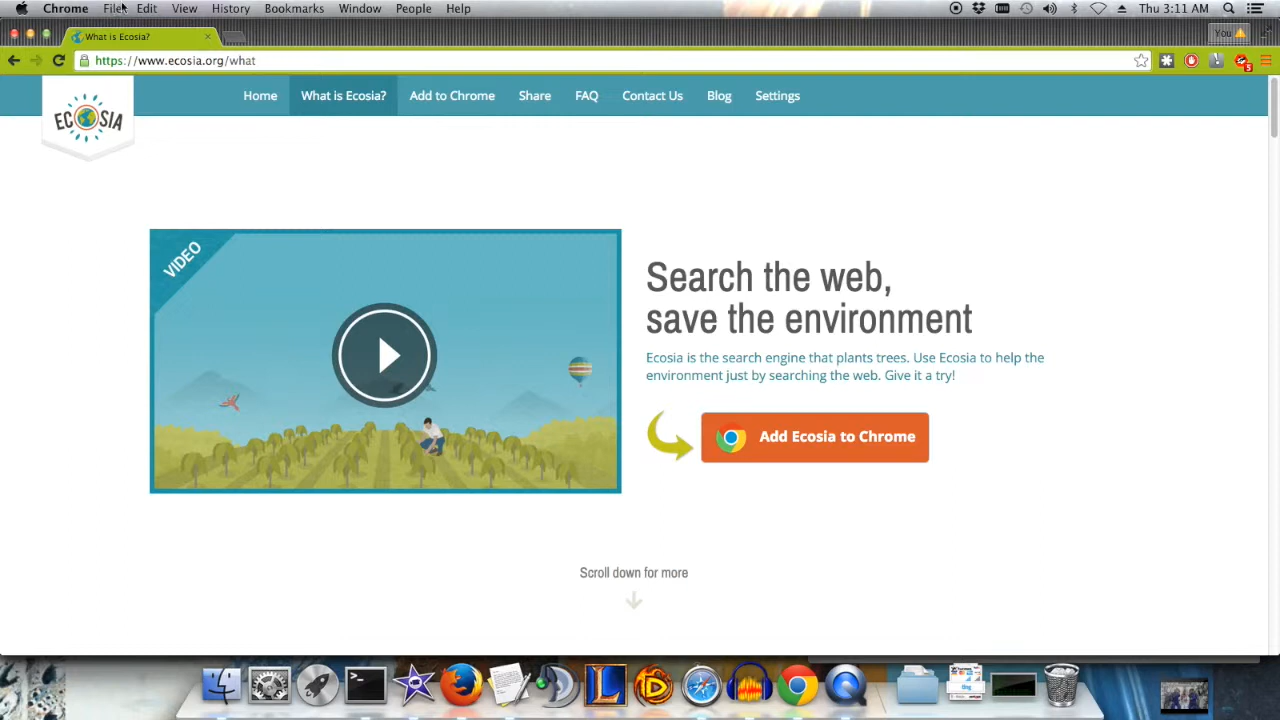 Chrome File Edit View History Bookmarks Window People Help Thu 3:11 AM
What is Ecosia? You
https://www.ecosia.org/what
3
ECOSIA
Home What is Ecosia? Add to Chrome Share FAQ Contact Us Blog Settings
VIDEO
Search the web,
save the environment
Ecosia is the search engine that plants trees. Use Ecosia to help the
environment just by searching the web. Give it a try!
Add Ecosia to Chrome
Scroll down for more